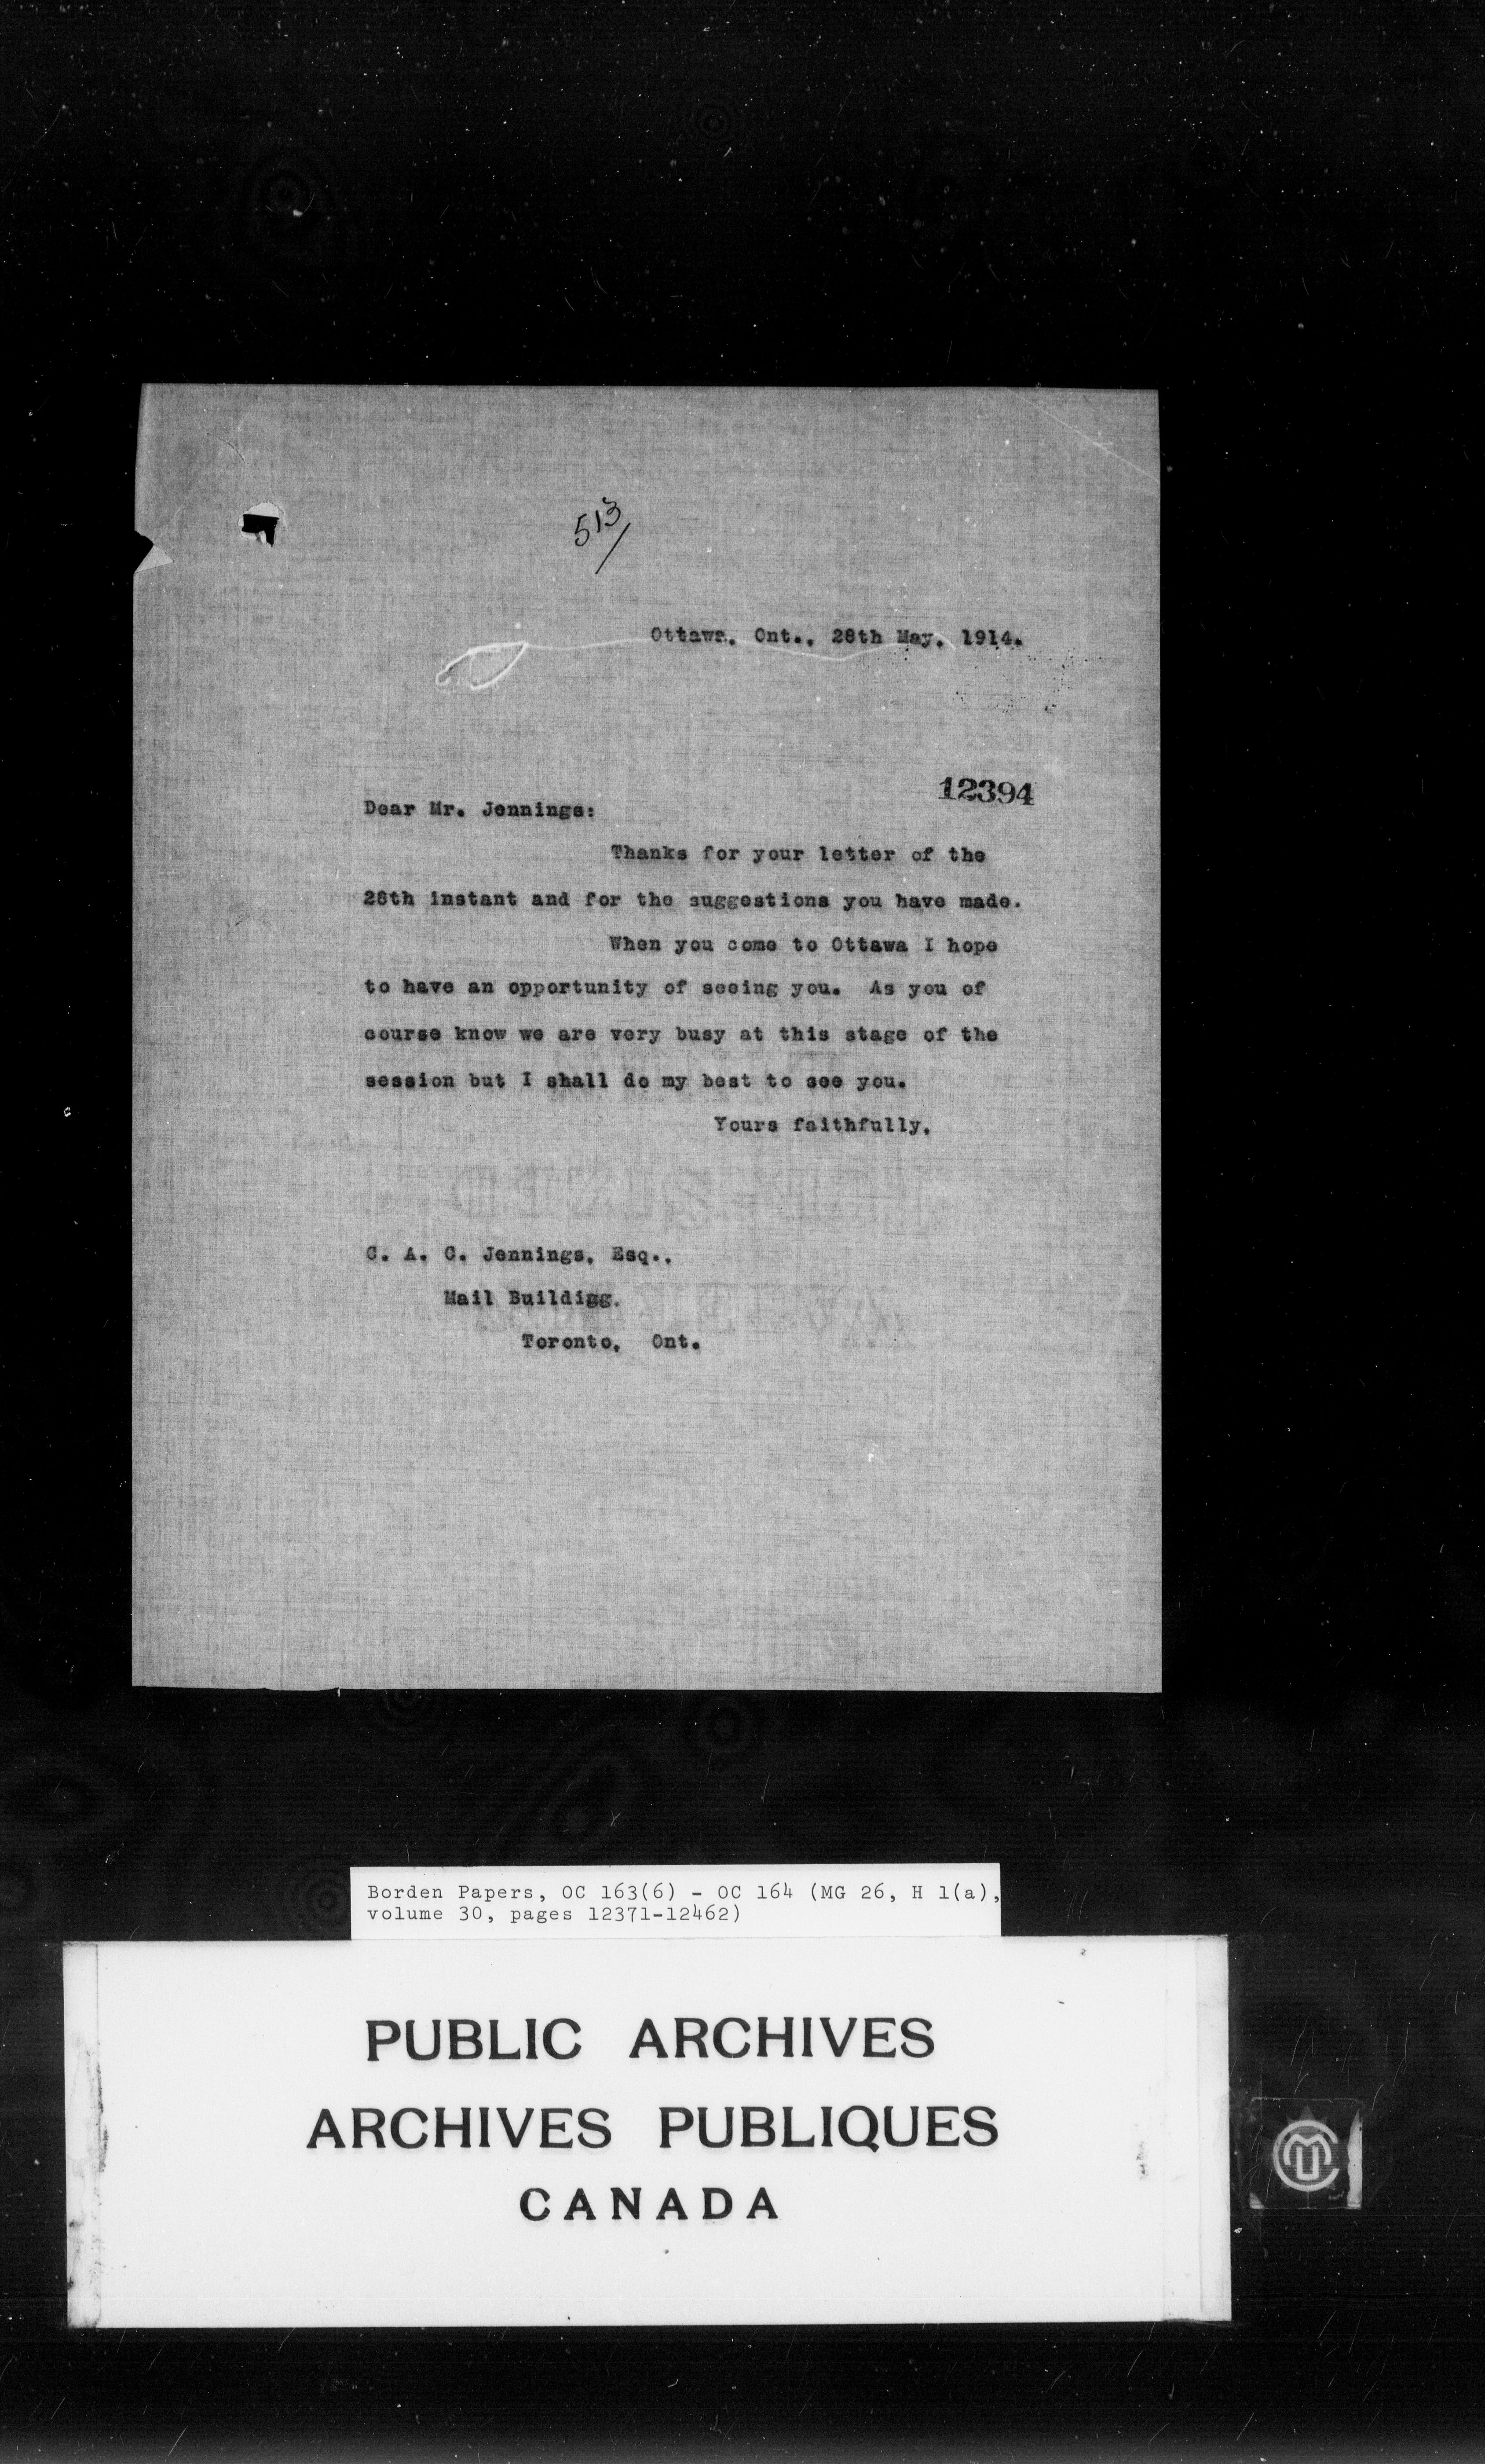 513/
Ottawa, Ont., 28th May, 1914.
12394
Dear Mr. Jennings:
Thanks for your letter of the
28th instant and for the suggestions you have made.
When you come to Ottawa I hope
to have an opportunity of seeing you. As you of
course know we are very busy at this stage of the
session but I shall do my best to see you.
Yours faithfully,
C. A. C. Jennings, Esq.,
Mail Building,
Toronto, Ont.
Borden Papers, OC 163(6) - OC 164 (MG 26, H 1(a),
volume 30, pages 12371-12462)
PUBLIC ARCHIVES
ARCHIVES PUBLIQUES
CANADA